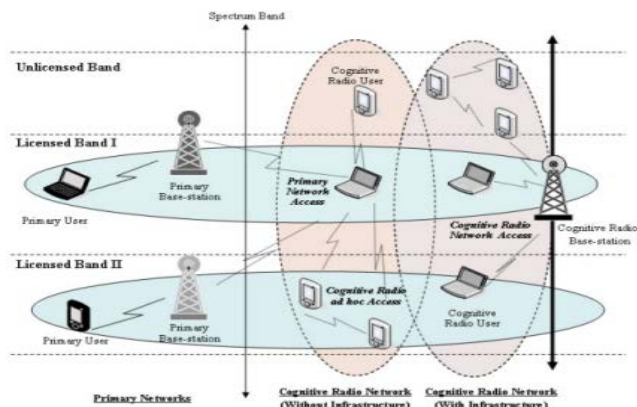 Spectrum Band
Unlicensed Band
Cognitive
Radio User
Licensed Band I
Primary User
Primary
Base-station
Primary
Network
Access
Cognitive Radio
Network Access
Cognitive Radio
Base-station
Licensed Band II
Primary User
Primary
Base-station
Cognitive Radio
ad hoc Access
Cognitive
Radio User
Primary Networks
Cognitive Radio Network
(Without Infrastructure)
Cognitive Radio Network
(With Infrastructure)